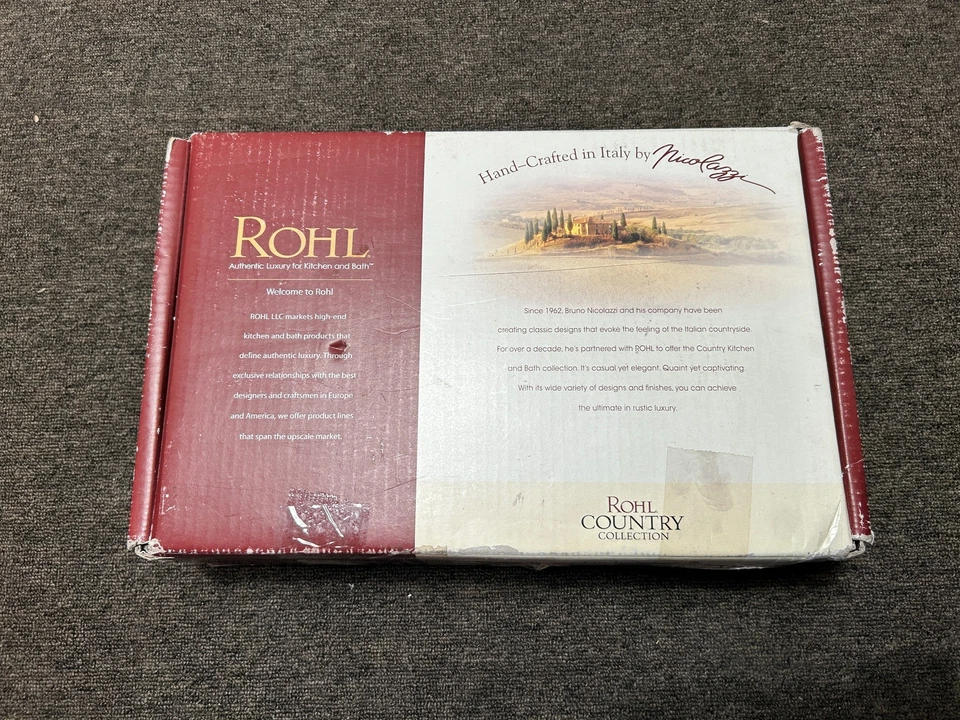 ROHL
Authentic Luxury for Kitchen and Bath™
Welcome to Rohl
ROHL LLC markets high-end
kitchen and bath products that
define authentic luxury. Through
exclusive relationships with the best
designers and craftsmen in Europe
and America, we offer product lines
that span the upscale market.
Hand-Crafted in Italy by Nicolazzi
Since 1962, Bruno Nicolazzi and his company have been
creating classic designs that evoke the feeling of the Italian countryside.
For over a decade, he's partnered with ROHL to offer the Country Kitchen
and Bath collection. It's casual yet elegant. Quaint yet captivating.
With its wide variety of designs and finishes, you can achieve
the ultimate in rustic luxury.
ROHL
COUNTRY
COLLECTION